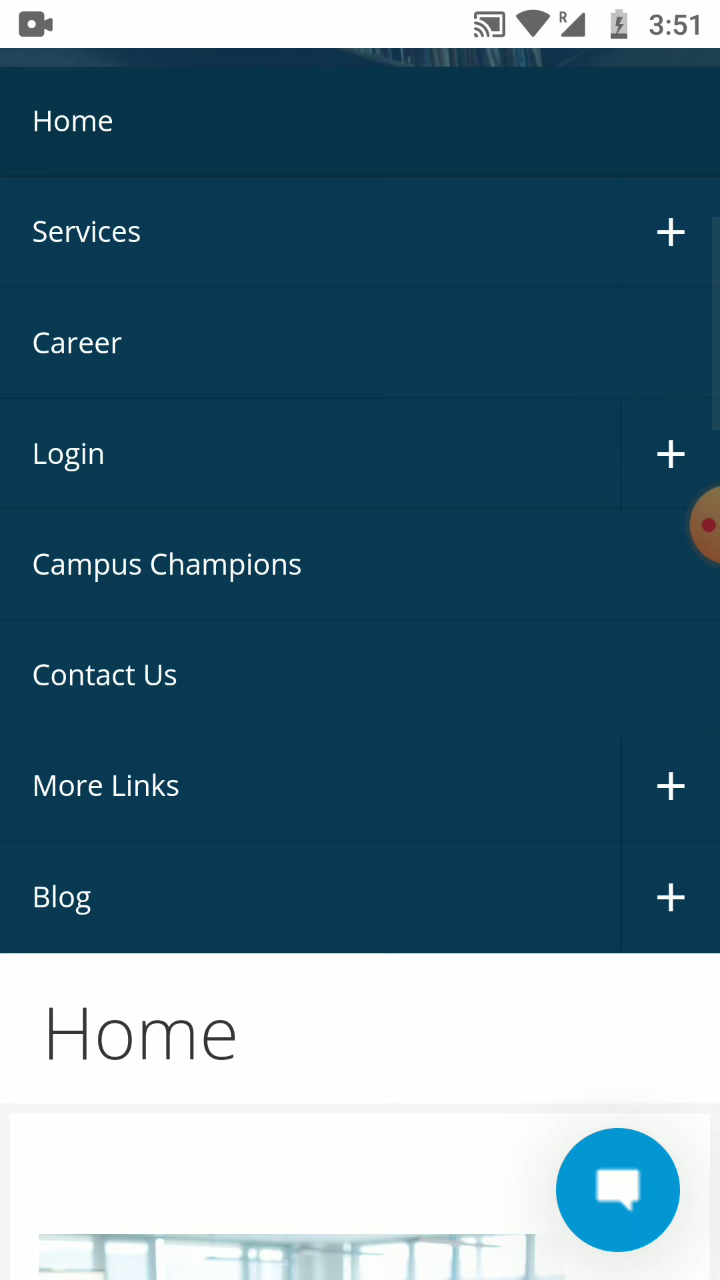 R
3:51
Home
Services
Career
Login
Campus Champions
Contact Us
More Links
Blog
Home